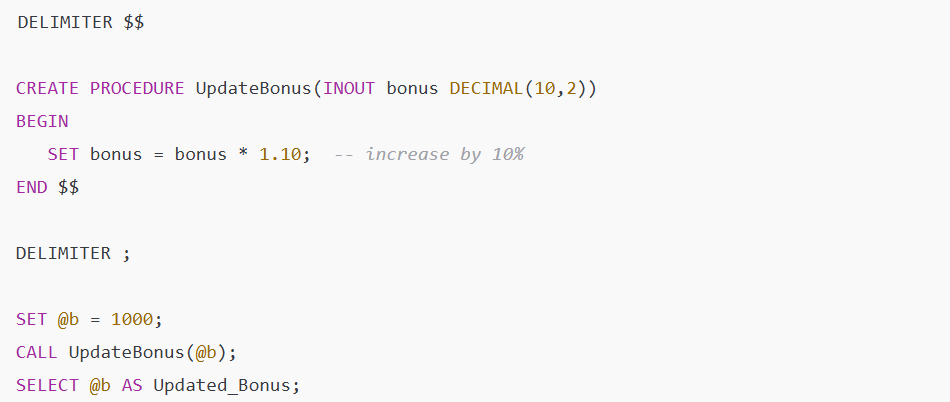 DELIMITER $$
CREATE PROCEDURE UpdateBonus(INOUT bonus DECIMAL(10,2))
BEGIN
SET bonus = bonus * 1.10;  -- increase by 10%
END $$
DELIMITER ;
SET @b = 1000;
CALL UpdateBonus(@b);
SELECT @b AS Updated_Bonus;